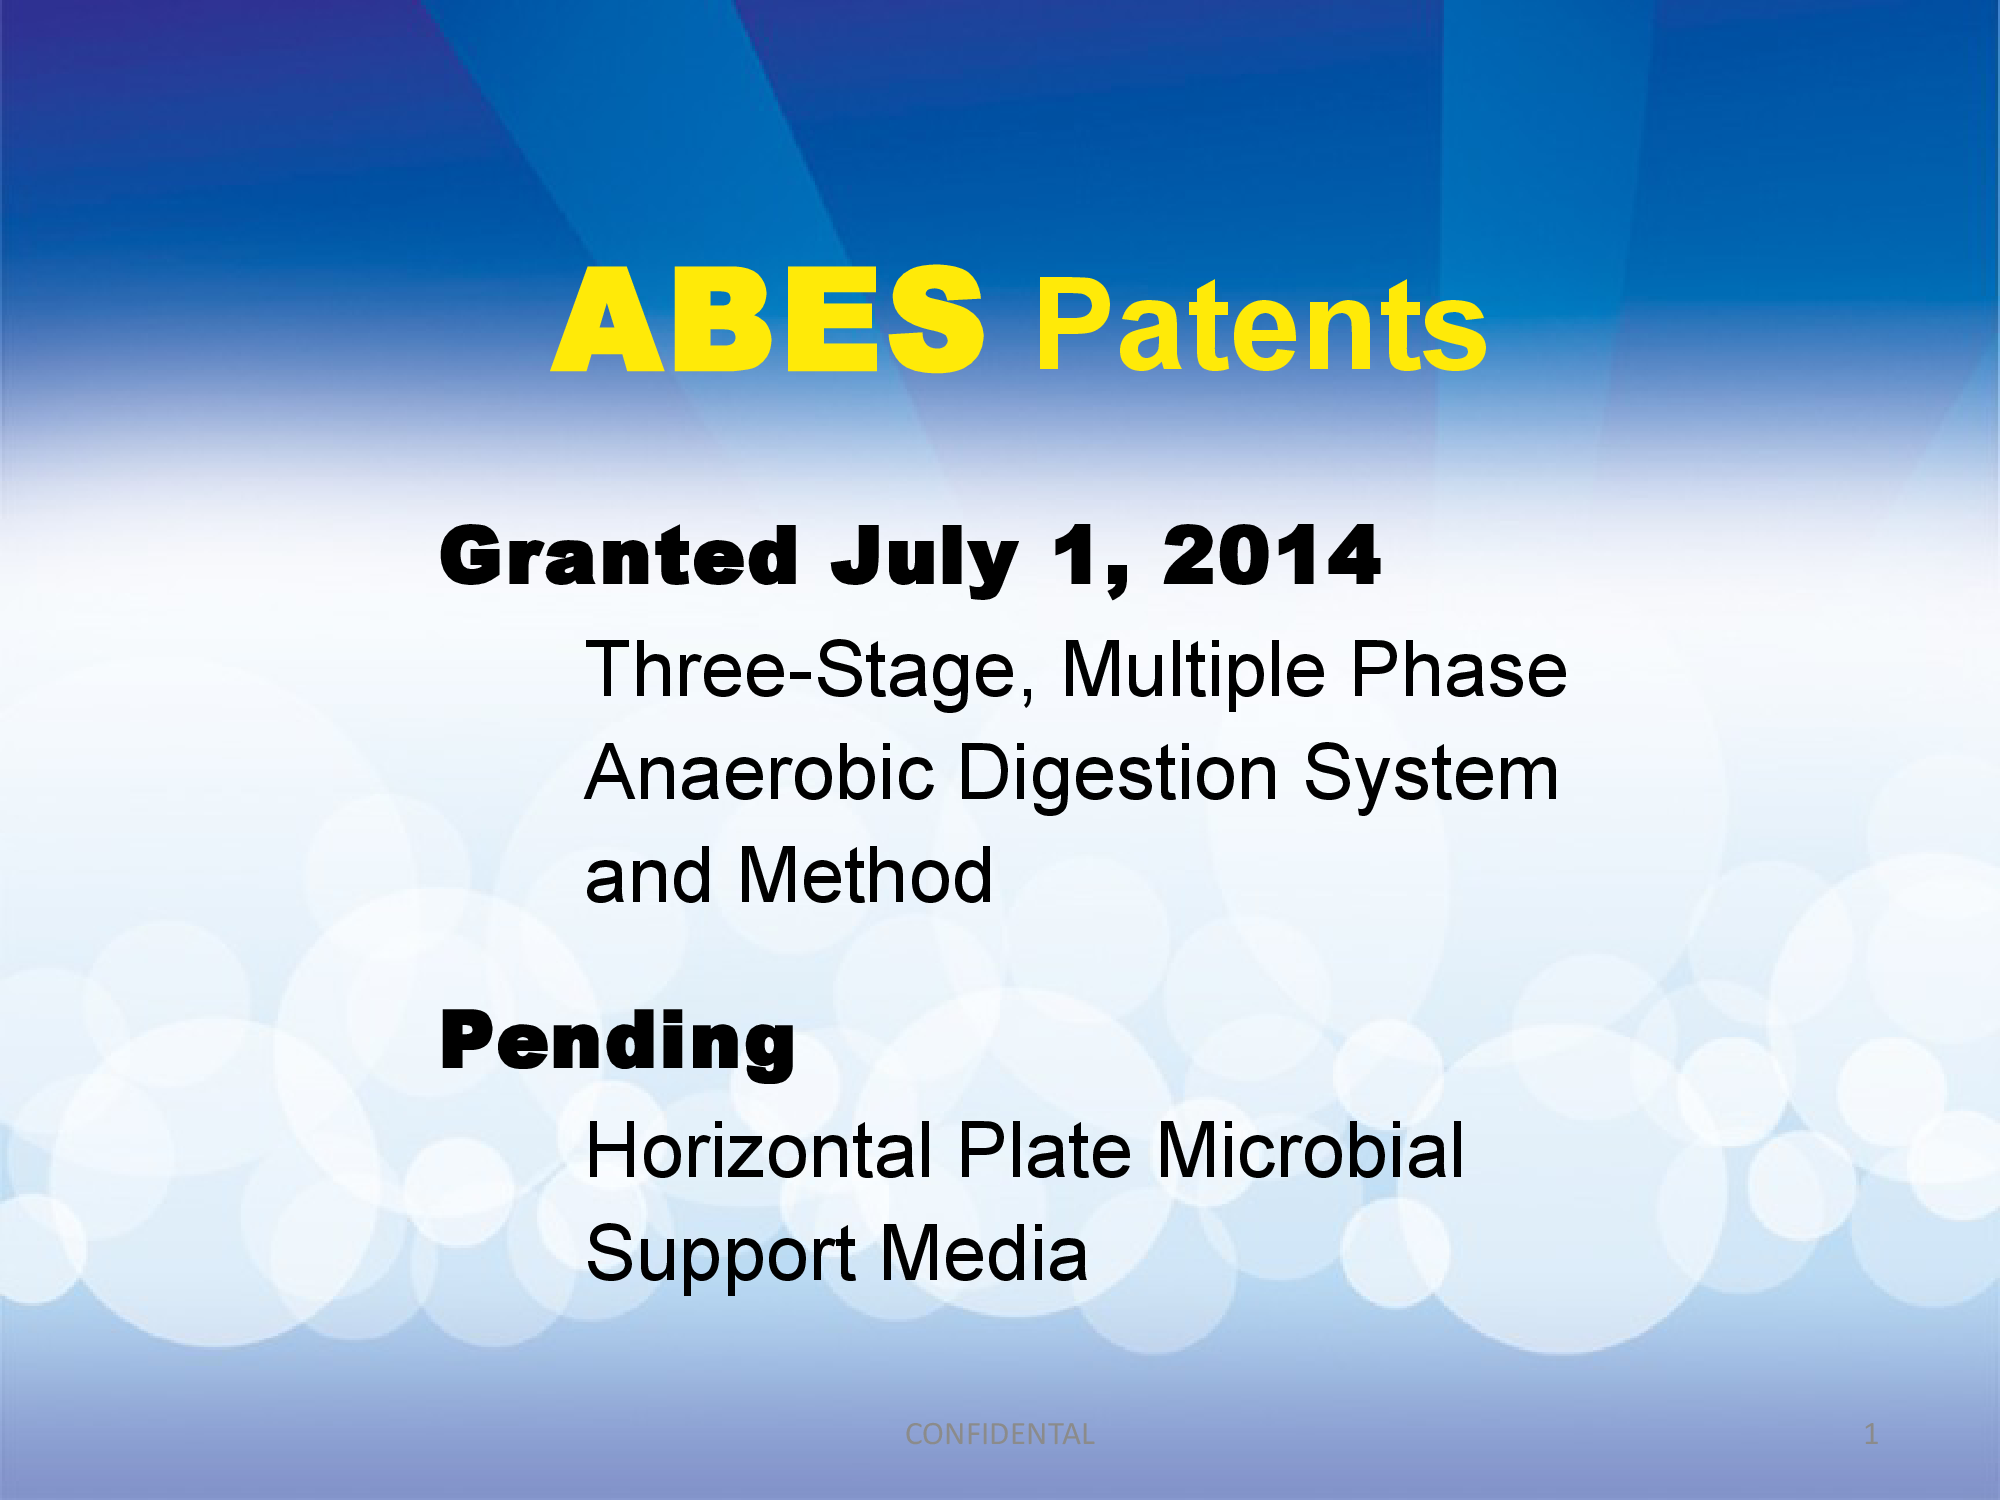 ABES Patents
Granted July 1, 2014
Three-Stage, Multiple Phase
Anaerobic Digestion System
and Method
Pending
Horizontal Plate Microbial
Support Media
CONFIDENTAL
1